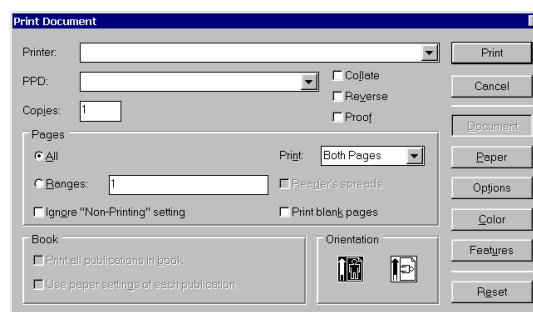 Print Document
Printer: Print
PPD: Collate Cancel
Reverse
Copies: 1 Proof Document
Pages
All Print: Both Pages Paper
Ranges: 1 Reader's spreads Options
Ignore "Non-Printing" setting Print blank pages Color
Book Orientation Features
Print all publications in book
Use paper settings of each publication Reset